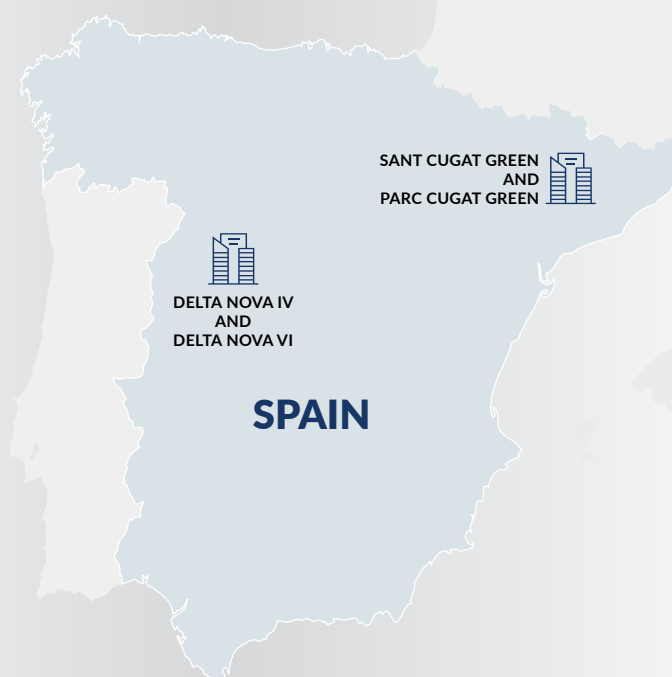 SANT CUGAT GREEN
AND
PARC CUGAT GREEN
DELTA NOVA IV
AND
DELTA NOVA VI
SPAIN